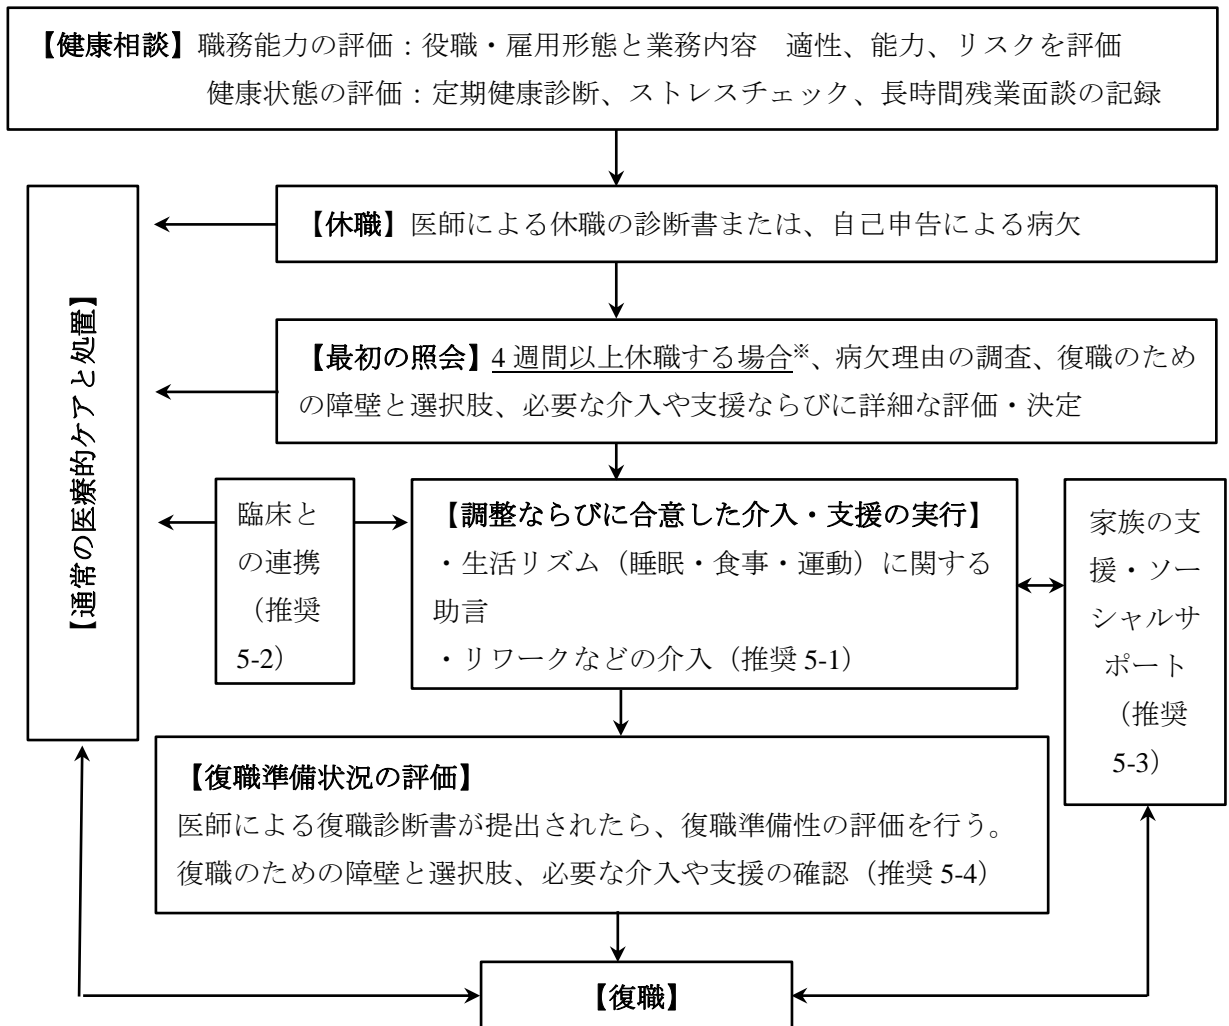 【健康相談】職務能力の評価：役職・雇用形態と業務内容　適性、能力、リスクを評価
健康状態の評価：定期健康診断、ストレスチェック、長時間残業面談の記録
【休職】医師による休職の診断書または、自己申告による病欠
【最初の照会】4 週間以上休職する場合※、病欠理由の調査、復職のため
の障壁と選択肢、必要な介入や支援ならびに詳細な評価・決定
【通常の医療的ケアと処置】
臨床と
の連携
（推奨
5-2）
【調整ならびに合意した介入・支援の実行】
・生活リズム（睡眠・食事・運動）に関する
助言
・リワークなどの介入（推奨 5-1）
家族の支
援・ソー
シャルサ
ポート
（推奨
5-3）
【復職準備状況の評価】
医師による復職診断書が提出されたら、復職準備性の評価を行う。
復職のための障壁と選択肢、必要な介入や支援の確認（推奨 5-4）
【復職】